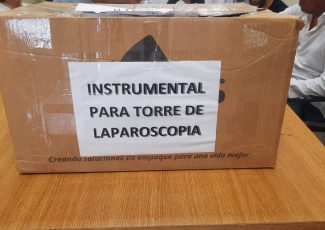 INSTRUMENTAL
PARA TORRE DE
LAPAROSCOPIA
Creando soluciones de empaque para una vida mejor